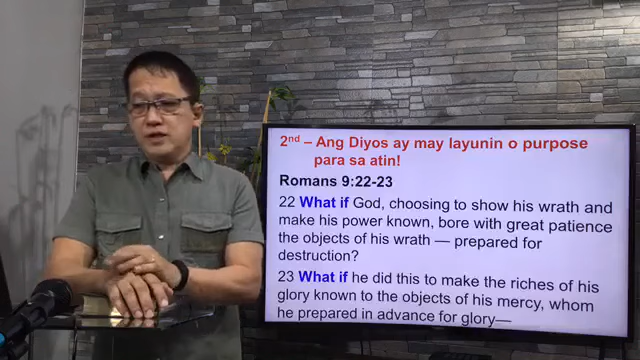 2nd – Ang Diyos ay may layunin o purpose
para sa atin!
Romans 9:22-23
22 What if God, choosing to show his wrath and
make his power known, bore with great patience
the objects of his wrath — prepared for
destruction?
23 What if he did this to make the riches of his
glory known to the objects of his mercy, whom
he prepared in advance for glory—